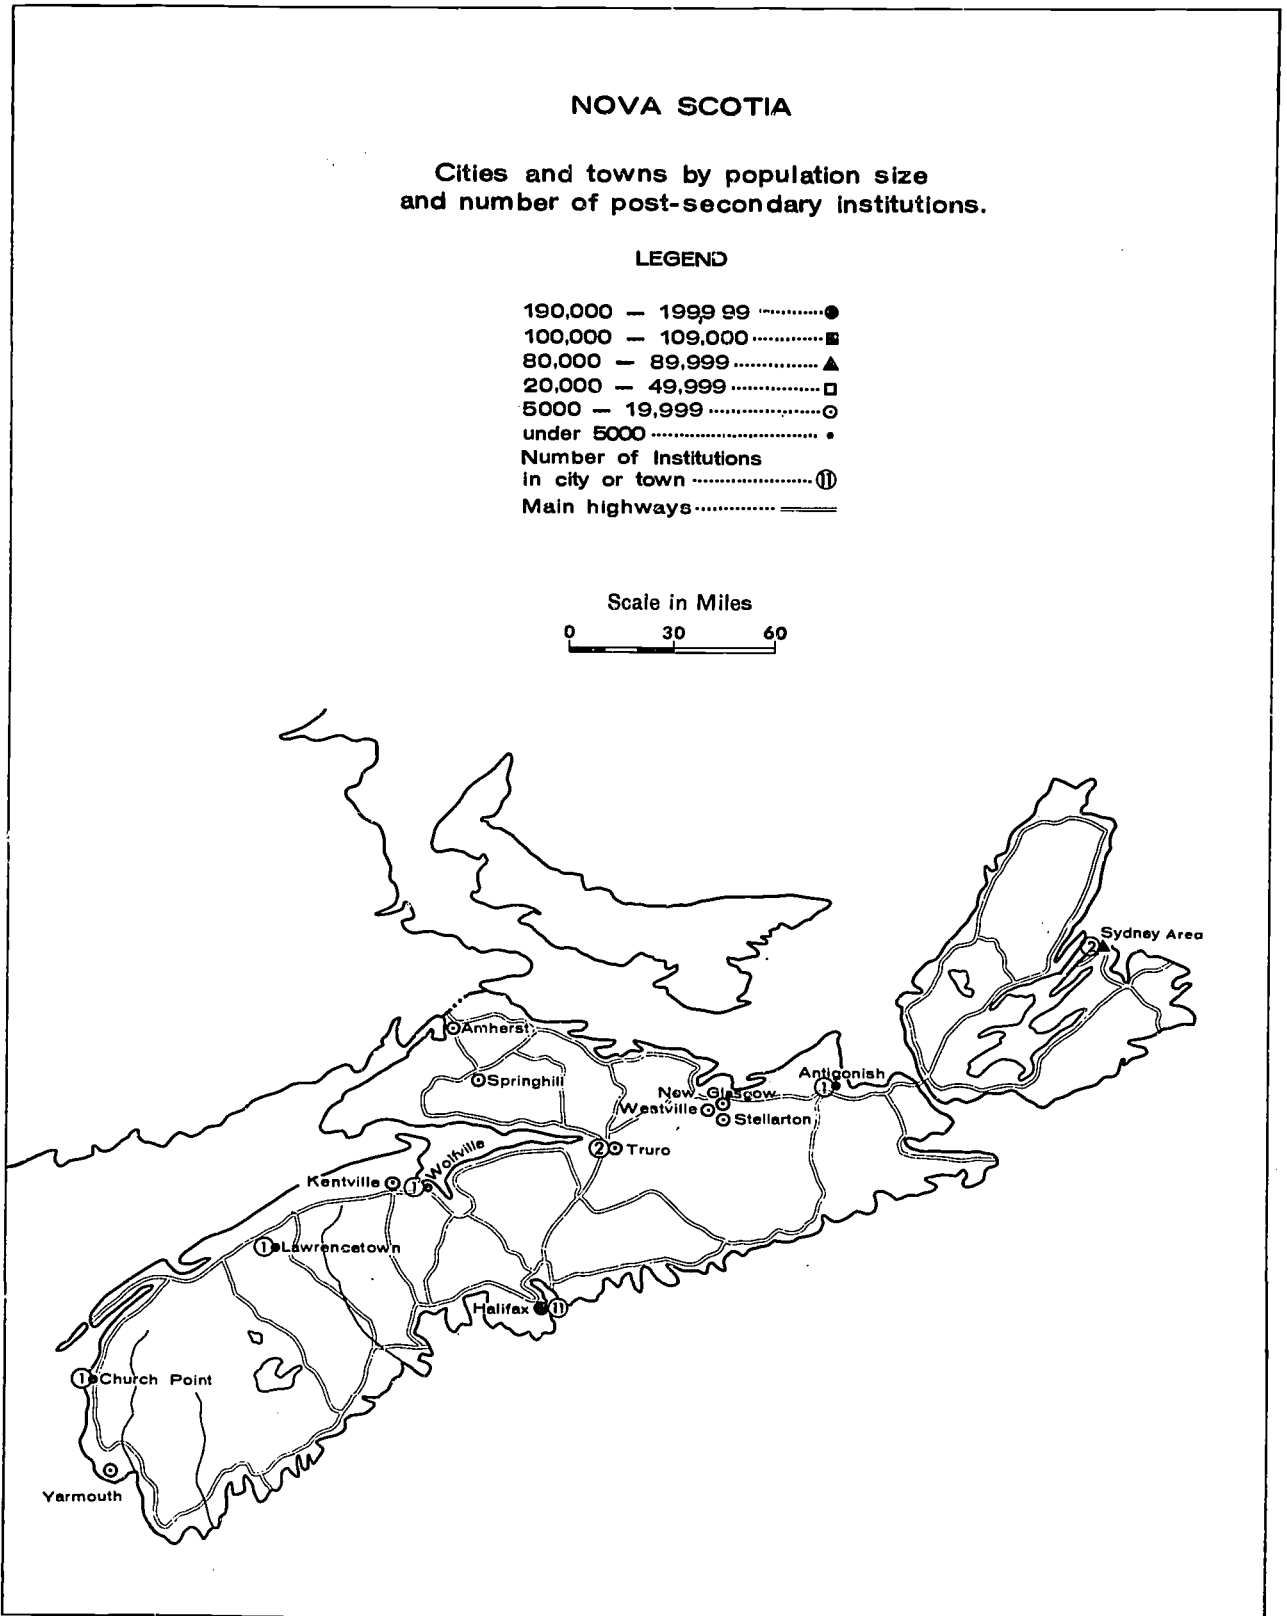 NOVA SCOTIA
Cities and towns by population size
and number of post-secondary institutions.
LEGEND
190,000 — 199,9 99
100,000 — 109,000
80,000 — 89,999
20,000 — 49,999
5000 — 19,999
under 5000
Number of Institutions
in city or town 11
Main highways
Scale in Miles
0 30 60
2 Sydney Area
Amherst
Springhill
Antigonish
1
New Glasgow
Westville
Stellarton
2 Truro
Wolfville
Kentville 1
1 Lawrencetown
Halifax 11
1 Church Point
Yarmouth